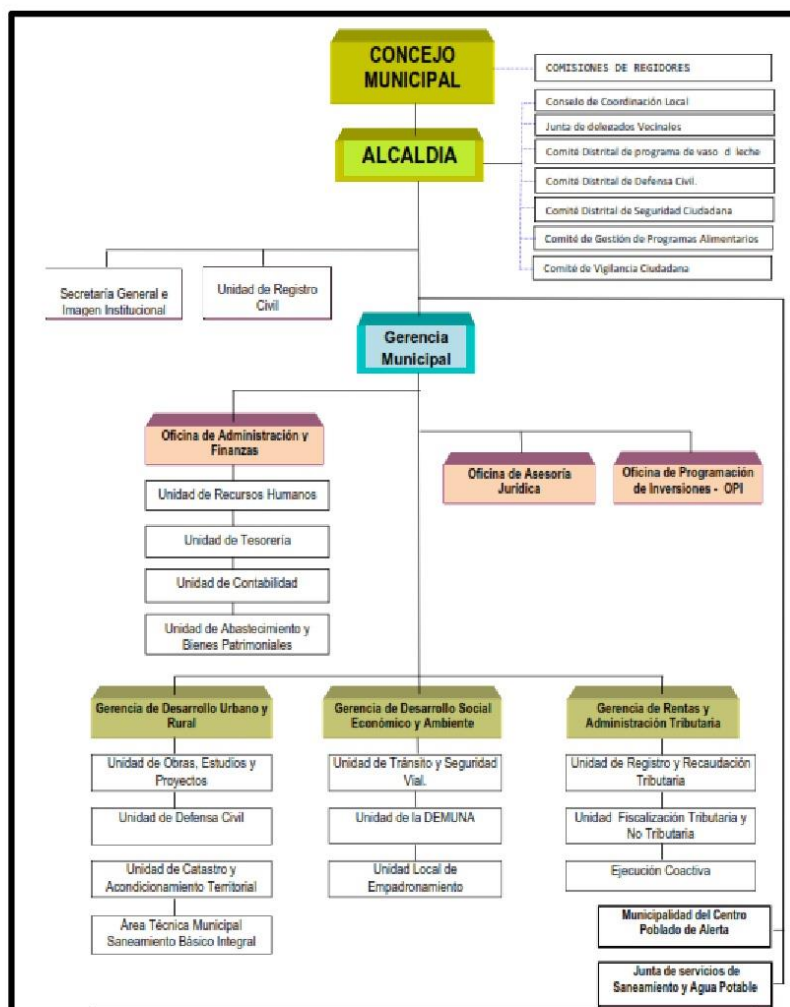 CONCEJO
MUNICIPAL
COMISIONES DE REGIDORES
Consejo de Coordinación Local
Junta de delegados Vecinales
ALCALDIA
Comité Distrital de programa de vaso d leche
Comité Distrital de Defensa Civil.
Comité Distrital de Seguridad Ciudadana
Comité de Gestión de Programas Alimentarios
Comité de Vigilancia Ciudadana
Secretaría General e
Imagen Institucional
Unidad de Registro
Civil
Gerencia
Municipal
Oficina de Administración y
Finanzas
Unidad de Recursos Humanos
Unidad de Tesorería
Unidad de Contabilidad
Unidad de Abastecimiento y
Bienes Patrimoniales
Oficina de Asesoría
Jurídica
Oficina de Programación
de Inversiones - OPI
Gerencia de Desarrollo Urbano y
Rural
Unidad de Obras, Estudios y
Proyectos
Unidad de Defensa Civil
Unidad de Catastro y
Acondicionamiento Territorial
Área Técnica Municipal
Saneamiento Básico Integral
Gerencia de Desarrollo Social
Económico y Ambiente
Unidad de Tránsito y Seguridad
Vial.
Unidad de la DEMUNA
Unidad Local de
Empadronamiento
Gerencia de Rentas y
Administración Tributaria
Unidad de Registro y Recaudación
Tributaria
Unidad Fiscalización Tributaria y
No Tributaria
Ejecución Coactiva
Municipalidad del Centro
Poblado de Alerta
Junta de servicios de
Saneamiento y Agua Potable